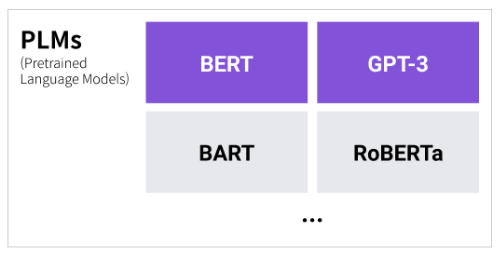 PLMs
(Pretrained
Language Models)
BERT
GPT-3
BART
RoBERTa
...